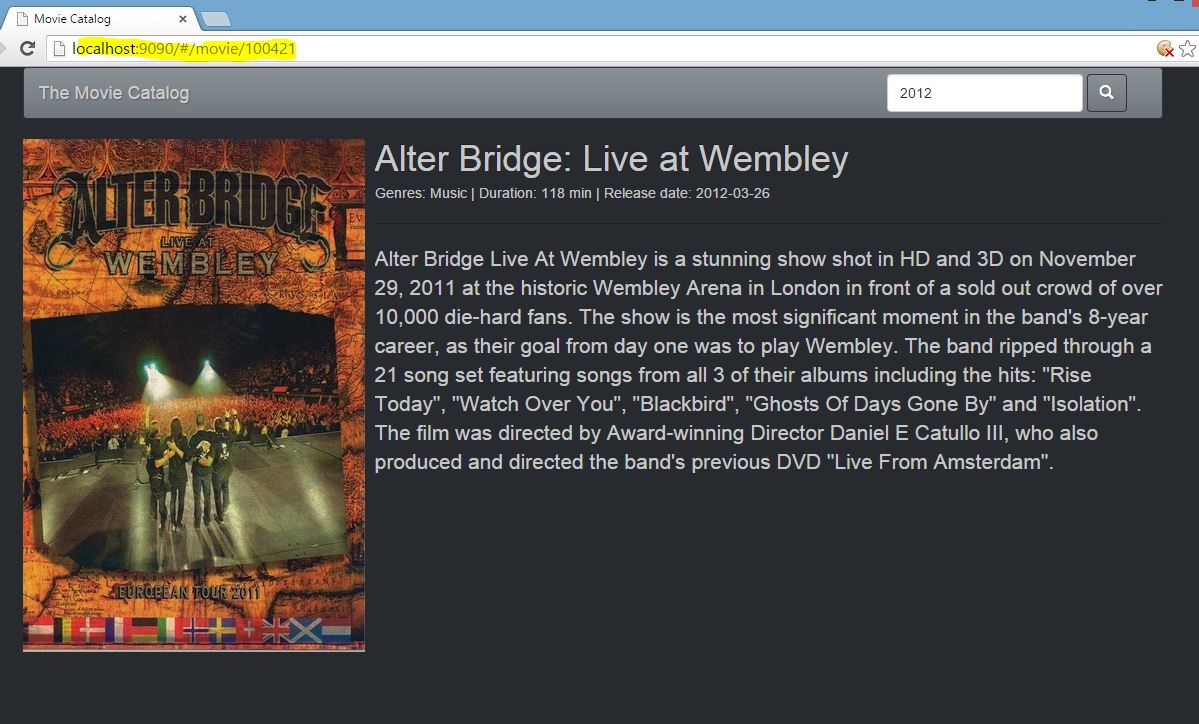 Movie Catalog
localhost:9090/#/movie/100421
The Movie Catalog
2012
ALTER BRIDGE
LIVE AT
WEMBLEY
EUROPEAN TOUR 2011
Alter Bridge: Live at Wembley
Genres: Music | Duration: 118 min | Release date: 2012-03-26
Alter Bridge Live At Wembley is a stunning show shot in HD and 3D on November
29, 2011 at the historic Wembley Arena in London in front of a sold out crowd of over
10,000 die-hard fans. The show is the most significant moment in the band's 8-year
career, as their goal from day one was to play Wembley. The band ripped through a
21 song set featuring songs from all 3 of their albums including the hits: "Rise
Today", "Watch Over You", "Blackbird", "Ghosts Of Days Gone By" and "Isolation".
The film was directed by Award-winning Director Daniel E Catullo III, who also
produced and directed the band's previous DVD "Live From Amsterdam".